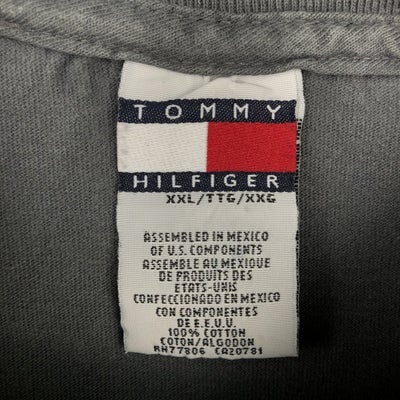 TOMMY
HILFIGER
XXL/TTG/XXG
ASSEMBLED IN MEXICO
OF U.S. COMPONENTS
ASSEMBLE AU MEXIQUE
DE PRODUITS DES
ETATS-UNIS
CONFECCIONADO EN MEXICO
CON COMPONENTES
DE E.E.U.U.
100% COTTON
COTON/ALGODON
RN77806 CA20781